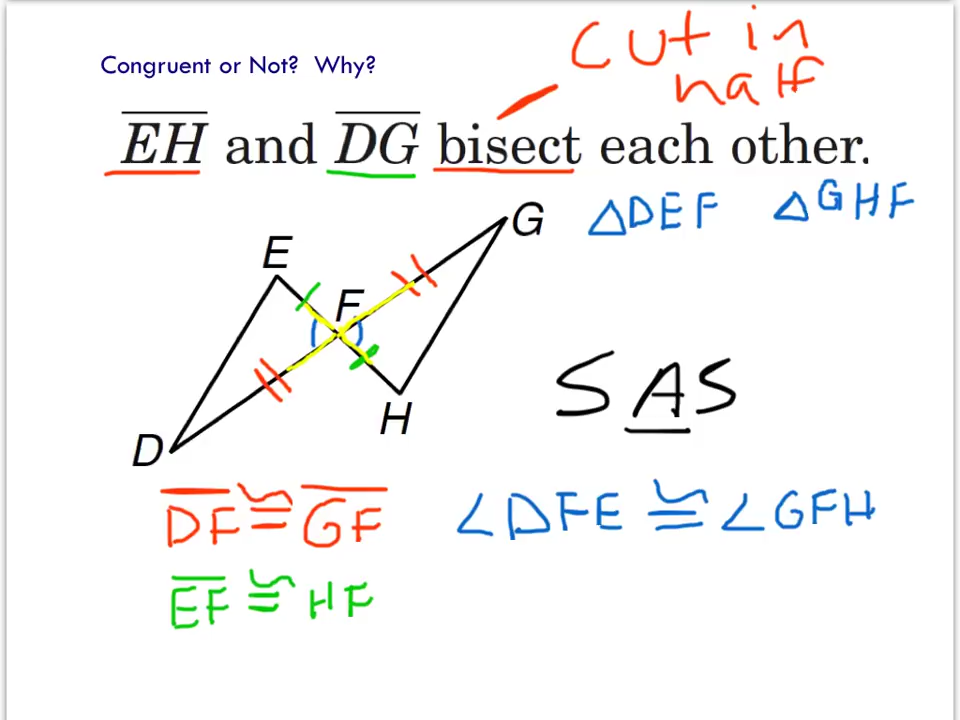 Congruent or Not? Why?
cut in
half
EH and DG bisect each other.
△DEF △GHF
E
G
F
H
D
SAS
DF ≅ GF
∠DFE ≅ ∠GFH
EF ≅ HF